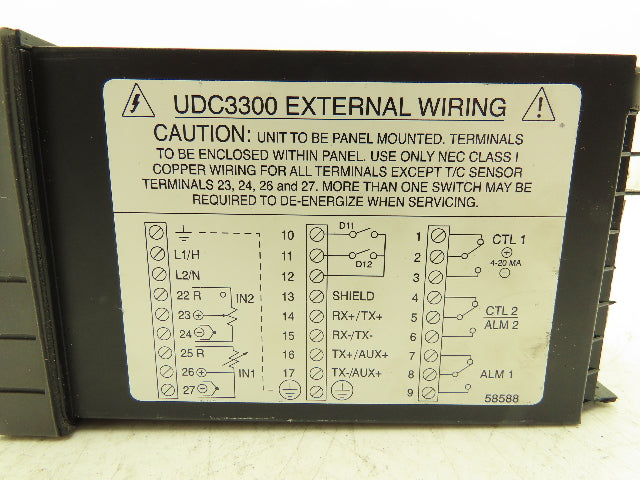 UDC3300 EXTERNAL WIRING
CAUTION: UNIT TO BE PANEL MOUNTED. TERMINALS
TO BE ENCLOSED WITHIN PANEL. USE ONLY NEC CLASS I
COPPER WIRING FOR ALL TERMINALS EXCEPT T/C SENSOR
TERMINALS 23, 24, 26 and 27. MORE THAN ONE SWITCH MAY BE
REQUIRED TO DE-ENERGIZE WHEN SERVICING.
L1/H
L2/N
22 R
IN2
23 +
24 -
25 R
26 +
IN1
27 -
10
D11
11
D12
12
13 SHIELD
14 RX+/TX+
15 RX-/TX-
16 TX+/AUX+
17 TX-/AUX+
1
CTL 1
2
+
4-20 MA
3
4
CTL 2
5
ALM 2
6
7
8
ALM 1
9
58588